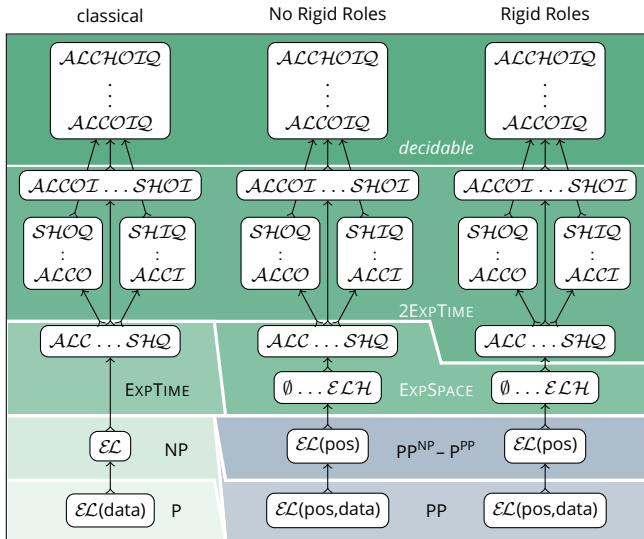 classical No Rigid Roles Rigid Roles
ALCHOIQ ALCHOIQ ALCHOIQ
⋮ ⋮ ⋮
ALCOIQ ALCOIQ ALCOIQ
decidable
ALCOI … SHOI ALCOI … SHOI ALCOI … SHOI
SHOQ SHIQ SHOQ SHIQ SHOQ SHIQ
⋮ ⋮ ⋮ ⋮ ⋮ ⋮
ALCO ALCI ALCO ALCI ALCO ALCI
2EXPTIME
ALC … SHQ ALC … SHQ ALC … SHQ
EXPTIME ∅ … ELH EXPSPACE ∅ … ELH
EL NP EL(pos) PP^NP – P^PP EL(pos)
EL(data) P EL(pos,data) PP EL(pos,data)